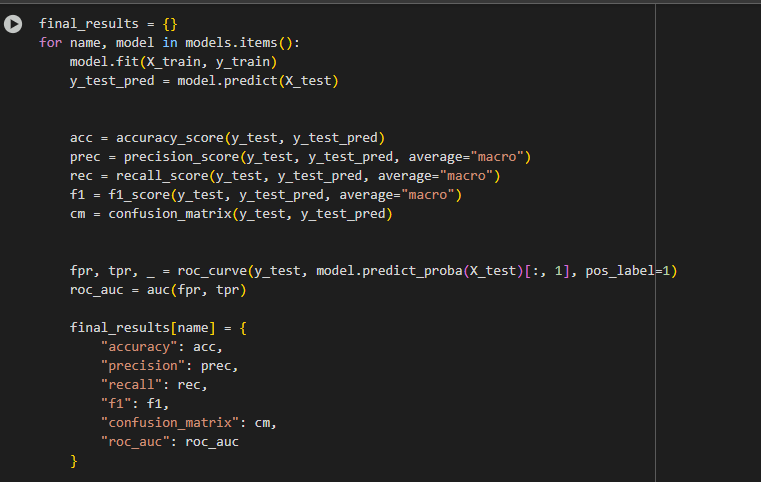 final_results = {}
for name, model in models.items():
    model.fit(X_train, y_train)
    y_test_pred = model.predict(X_test)
    acc = accuracy_score(y_test, y_test_pred)
    prec = precision_score(y_test, y_test_pred, average="macro")
    rec = recall_score(y_test, y_test_pred, average="macro")
    f1 = f1_score(y_test, y_test_pred, average="macro")
    cm = confusion_matrix(y_test, y_test_pred)
    fpr, tpr, _ = roc_curve(y_test, model.predict_proba(X_test)[:, 1], pos_label=1)
    roc_auc = auc(fpr, tpr)
    final_results[name] = {
        "accuracy": acc,
        "precision": prec,
        "recall": rec,
        "f1": f1,
        "confusion_matrix": cm,
        "roc_auc": roc_auc
    }